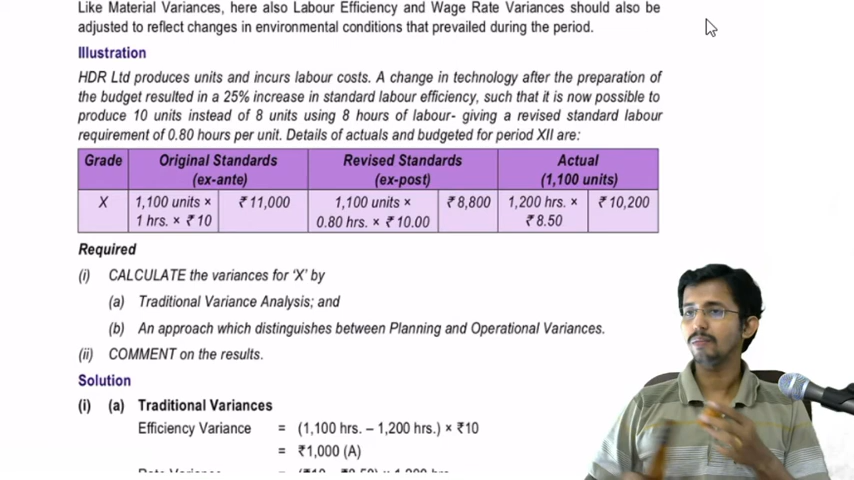 Like Material Variances, here also Labour Efficiency and Wage Rate Variances should also be
adjusted to reflect changes in environmental conditions that prevailed during the period.
Illustration
HDR Ltd produces units and incurs labour costs. A change in technology after the preparation of
the budget resulted in a 25% increase in standard labour efficiency, such that it is now possible to
produce 10 units instead of 8 units using 8 hours of labour- giving a revised standard labour
requirement of 0.80 hours per unit. Details of actuals and budgeted for period XII are:
Grade Original Standards (ex-ante) Revised Standards (ex-post) Actual (1,100 units)
X 1,100 units × 1 hrs. × ₹ 10 ₹ 11,000 1,100 units × 0.80 hrs. × ₹ 10.00 ₹ 8,800 1,200 hrs. × ₹ 8.50 ₹ 10,200
Required
(i) CALCULATE the variances for 'X' by
(a) Traditional Variance Analysis; and
(b) An approach which distinguishes between Planning and Operational Variances.
(ii) COMMENT on the results.
Solution
(i) (a) Traditional Variances
Efficiency Variance = (1,100 hrs. – 1,200 hrs.) × ₹10
= ₹1,000 (A)